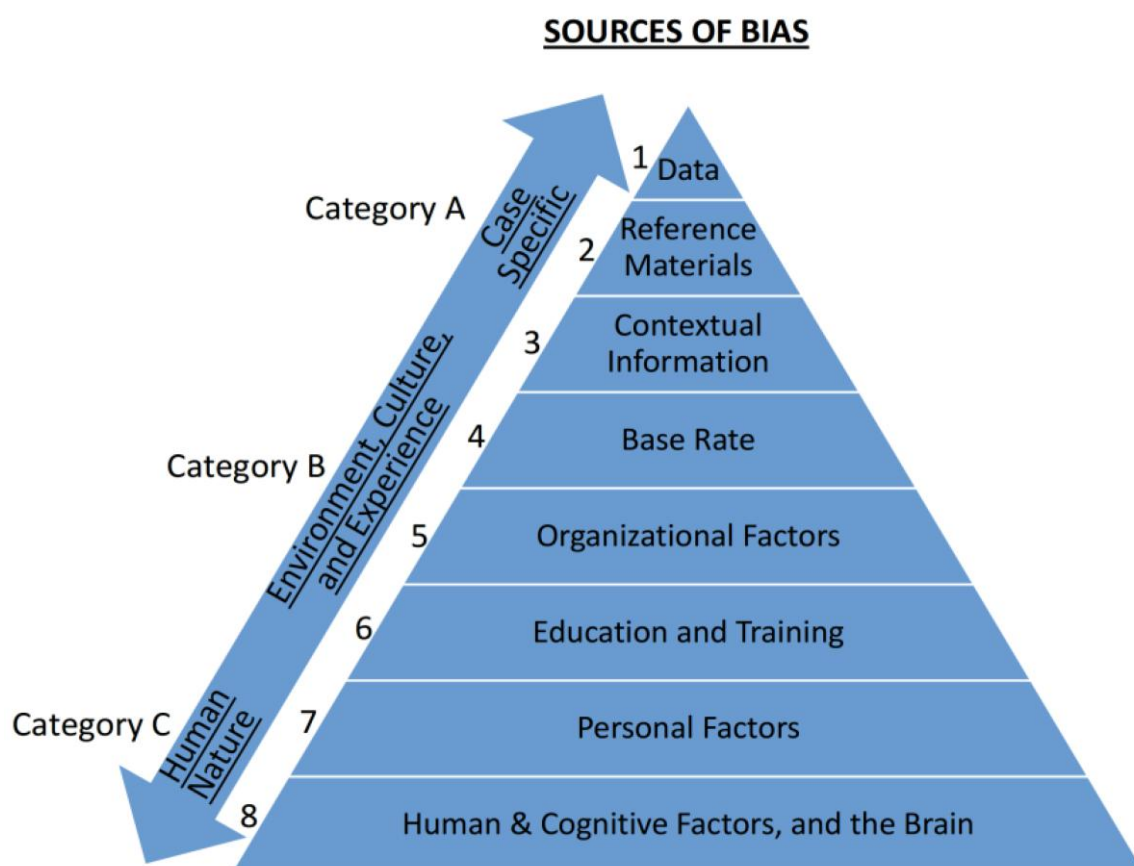 SOURCES OF BIAS
Category A
Case
Specific
Category B
Environment, Culture,
and Experience
Category C
Human
Nature
1
Data
2
Reference
Materials
3
Contextual
Information
4
Base Rate
5
Organizational Factors
6
Education and Training
7
Personal Factors
8
Human & Cognitive Factors, and the Brain